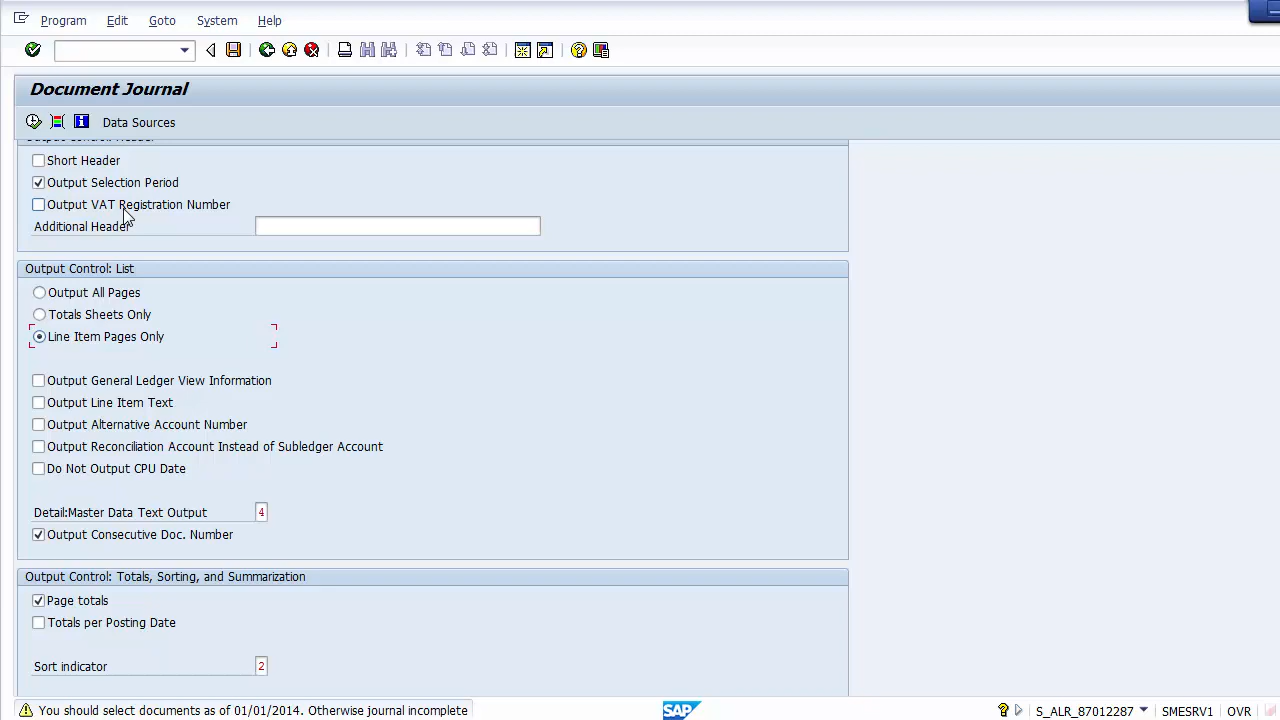 Program Edit Goto System Help
Document Journal
Data Sources
Short Header
Output Selection Period
Output VAT Registration Number
Additional Header
Output Control: List
Output All Pages
Totals Sheets Only
Line Item Pages Only
Output General Ledger View Information
Output Line Item Text
Output Alternative Account Number
Output Reconciliation Account Instead of Subledger Account
Do Not Output CPU Date
Detail:Master Data Text Output 4
Output Consecutive Doc. Number
Output Control: Totals, Sorting, and Summarization
Page totals
Totals per Posting Date
Sort indicator 2
You should select documents as of 01/01/2014. Otherwise journal incomplete SAP S_ALR_87012287 SMESRV1 OVR